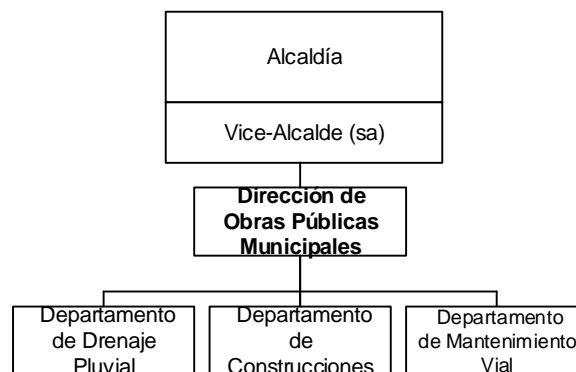 Alcaldía
Vice-Alcalde (sa)
Dirección de
Obras Públicas
Municipales
Departamento
de Drenaje
Pluvial
Departamento
de
Construcciones
Departamento
de Mantenimiento
Vial